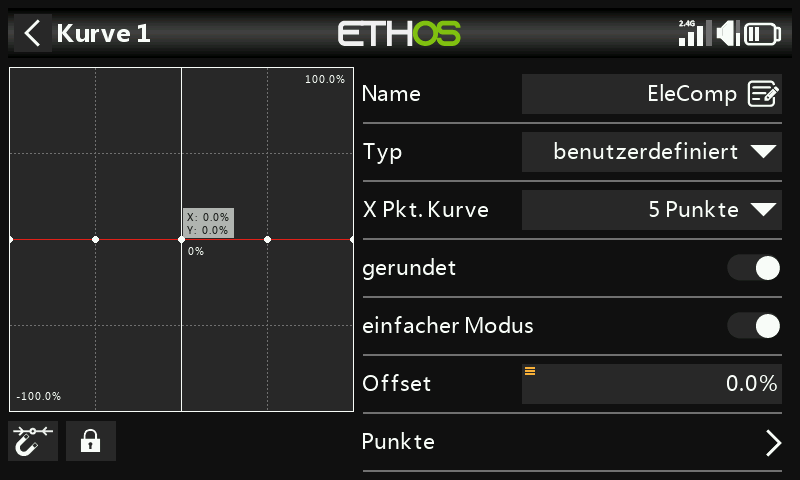 Kurve 1
ETHOS
2.4G
100.0%
X: 0.0%
Y: 0.0%
0%
-100.0%
Name
EleComp
Typ
benutzerdefiniert
X Pkt. Kurve
5 Punkte
gerundet
einfacher Modus
Offset
0.0%
Punkte